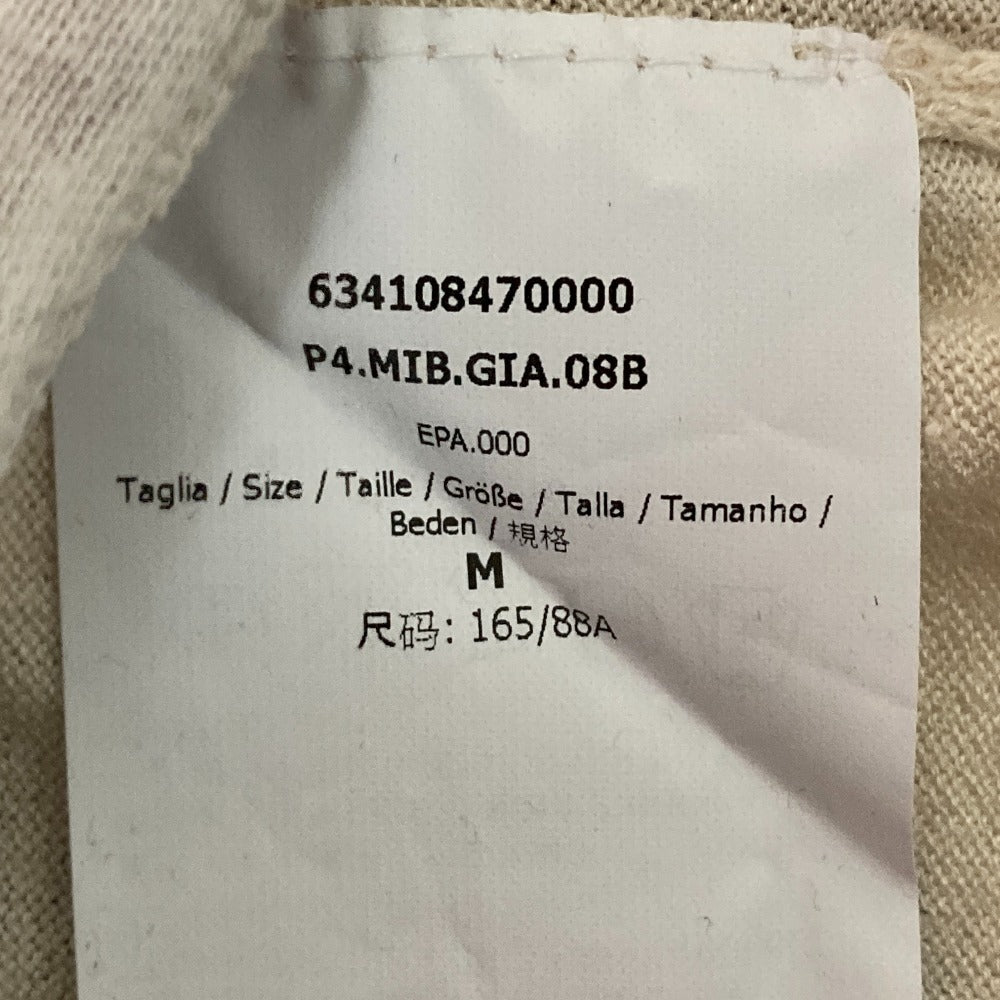 634108470000
P4.MIB.GIA.08B
EPA.000
Taglia / Size / Taille / Größe / Talla / Tamanho /
Beden / 規格
M
尺码: 165/88A